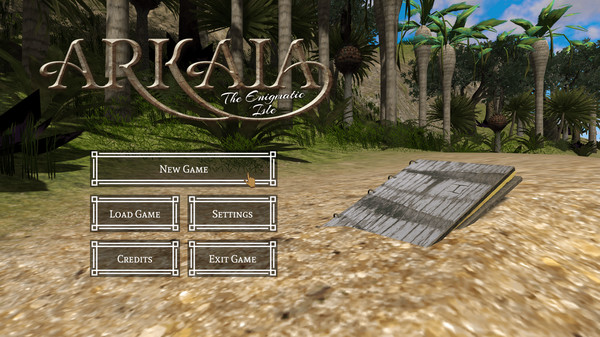 ARKAIA
The Enigmatic
Isle
New Game
Load Game
Settings
Credits
Exit Game